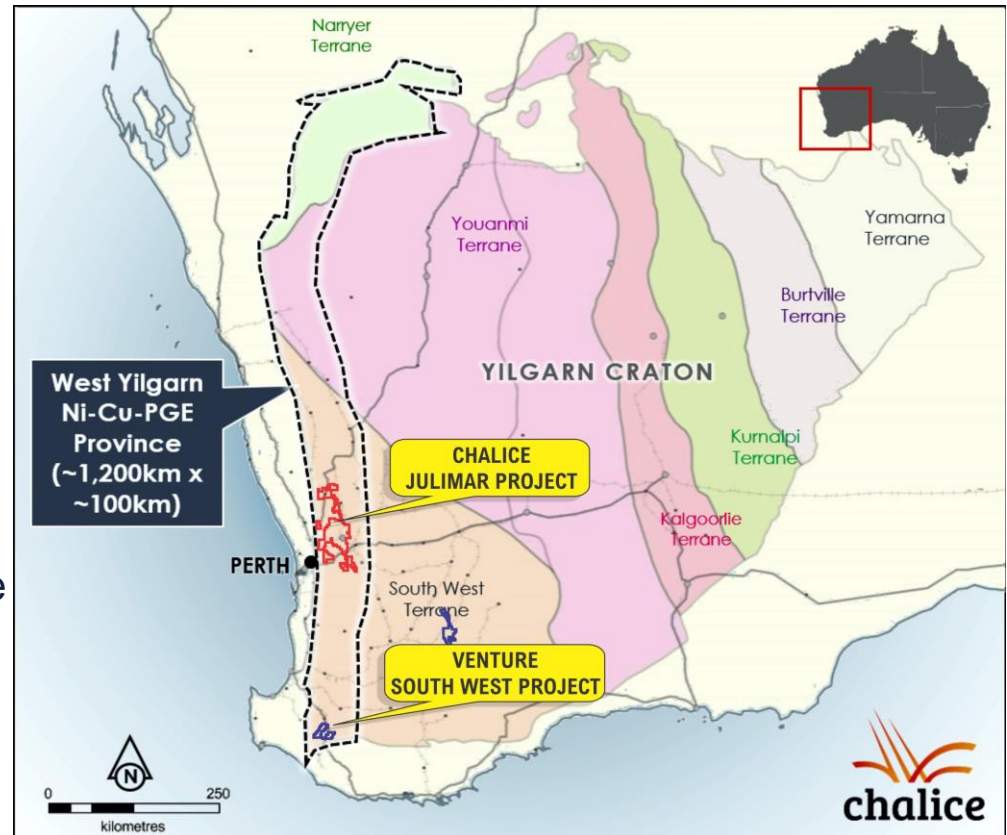 Narryer
Terrane
Youanmi
Terrane
Yamarna
Terrane
Burtville
Terrane
West Yilgarn
Ni-Cu-PGE
Province
(~1,200km x
~100km)
YILGARN CRATON
Kurnalpi
Terrane
CHALICE
JULIMAR PROJECT
Kalgoorlie
Terrane
PERTH
e
South West
Terrane
VENTURE
SOUTH WEST PROJECT
N
0 250
kilometres
chalice